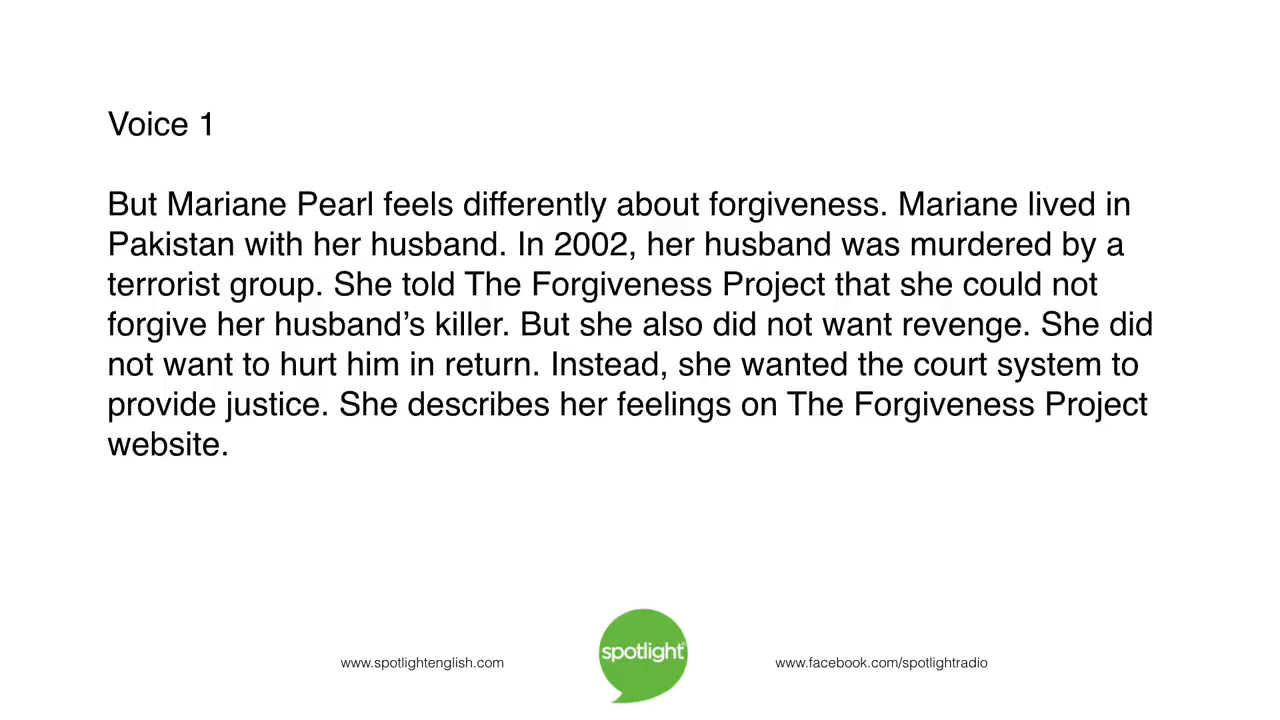 Voice 1
But Mariane Pearl feels differently about forgiveness. Mariane lived in
Pakistan with her husband. In 2002, her husband was murdered by a
terrorist group. She told The Forgiveness Project that she could not
forgive her husband’s killer. But she also did not want revenge. She did
not want to hurt him in return. Instead, she wanted the court system to
provide justice. She describes her feelings on The Forgiveness Project
website.
www.spotlightenglish.com
spotlight
www.facebook.com/spotlightradio